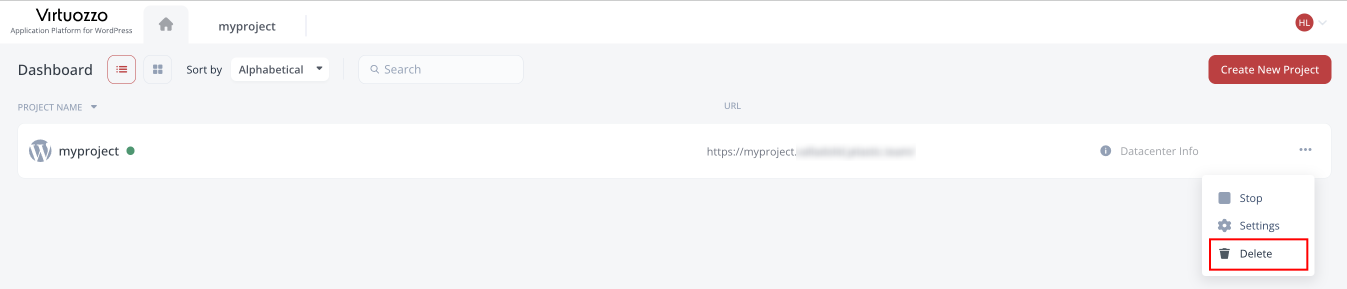 Virtuozzo
Application Platform for WordPress
myproject
HL
Dashboard
Sort by
Alphabetical
Search
Create New Project
PROJECT NAME
URL
myproject
https://myproject.
Datacenter Info
Stop
Settings
Delete